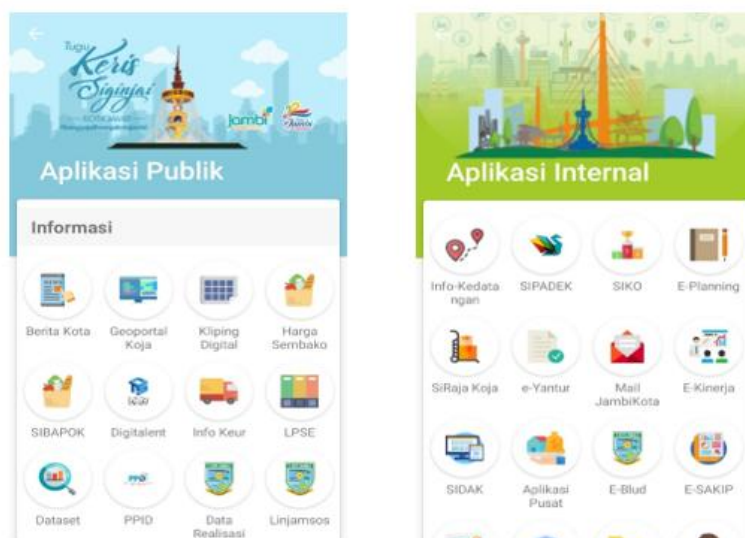 Tugu
Keris
Siginjai
KOTA JAMBI
jambi
Aplikasi Publik
Informasi
Berita Kota
Geoportal
Koja
Kliping
Digital
Harga
Sembako
SIBAPOK
Digitalent
Info Keur
LPSE
Dataset
PPID
Data
Realisasi
Linjamsos
Aplikasi Internal
Info-Kedata
ngan
SIPADEK
SIKO
E-Planning
SiRaja Koja
e-Yantur
Mail
JambiKota
E-Kinerja
SIDAK
Aplikasi
Pusat
E-Blud
E-SAKIP